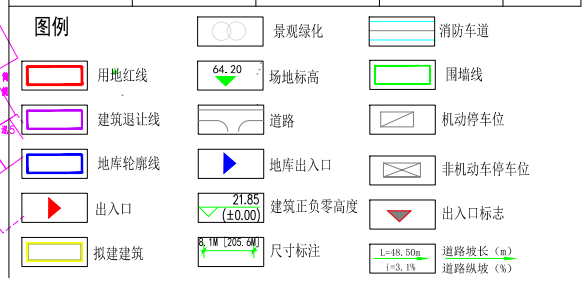 图例
景观绿化
消防车道
用地红线
64.20
场地标高
围墙线
建筑退让线
道路
机动停车位
地库轮廓线
地库出入口
非机动车停车位
出入口
21.85
(±0.00)
建筑正负零高度
出入口标志
拟建建筑
8.1M [205.6M]
尺寸标注
L=48.50m
i=3.1%
道路坡长（m）
道路纵坡（%）